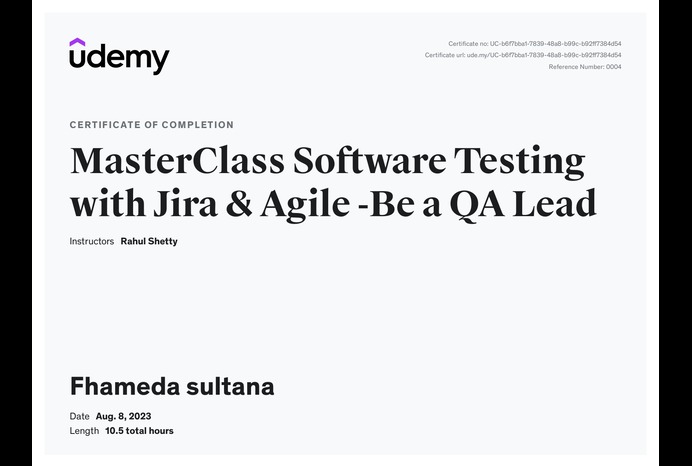 udemy
Certificate no: UC-b6f7bba1-7839-48a8-b99c-b92ff7384d54
Certificate url: ude.my/UC-b6f7bba1-7839-48a8-b99c-b92ff7384d54
Reference Number: 0004
CERTIFICATE OF COMPLETION
MasterClass Software Testing
with Jira & Agile -Be a QA Lead
Instructors Rahul Shetty
Fhameda sultana
Date Aug. 8, 2023
Length 10.5 total hours